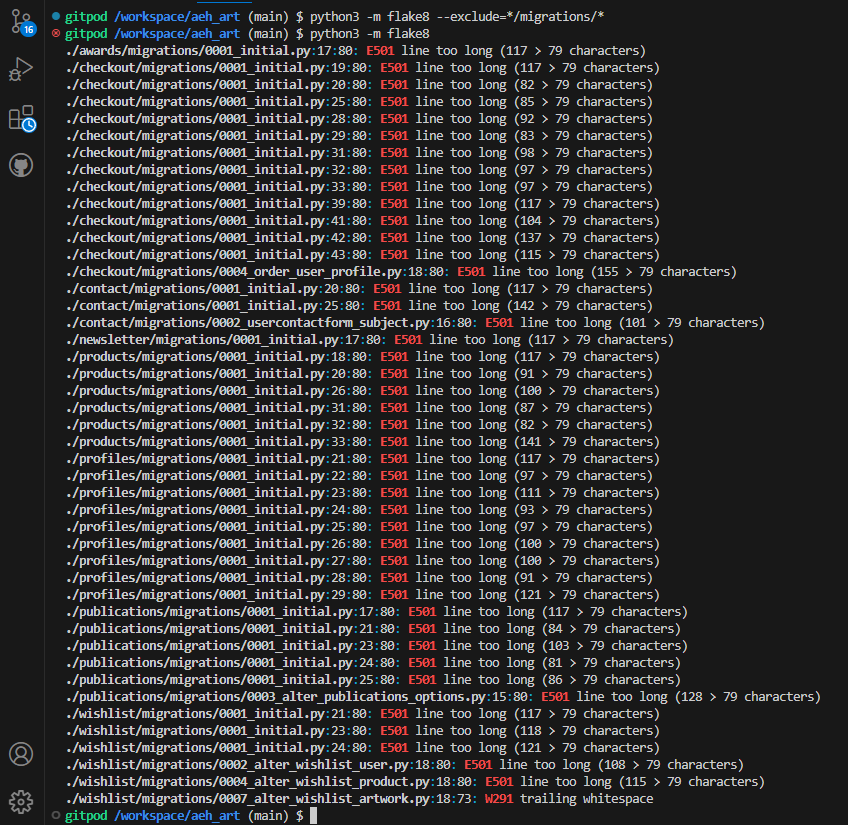 16
gitpod /workspace/aeh_art (main) $ python3 -m flake8 --exclude=*/migrations/*
gitpod /workspace/aeh_art (main) $ python3 -m flake8
./awards/migrations/0001_initial.py:17:80: E501 line too long (117 > 79 characters)
./checkout/migrations/0001_initial.py:19:80: E501 line too long (117 > 79 characters)
./checkout/migrations/0001_initial.py:20:80: E501 line too long (82 > 79 characters)
./checkout/migrations/0001_initial.py:25:80: E501 line too long (85 > 79 characters)
./checkout/migrations/0001_initial.py:28:80: E501 line too long (92 > 79 characters)
./checkout/migrations/0001_initial.py:29:80: E501 line too long (83 > 79 characters)
./checkout/migrations/0001_initial.py:31:80: E501 line too long (98 > 79 characters)
./checkout/migrations/0001_initial.py:32:80: E501 line too long (97 > 79 characters)
./checkout/migrations/0001_initial.py:33:80: E501 line too long (97 > 79 characters)
./checkout/migrations/0001_initial.py:39:80: E501 line too long (117 > 79 characters)
./checkout/migrations/0001_initial.py:41:80: E501 line too long (104 > 79 characters)
./checkout/migrations/0001_initial.py:42:80: E501 line too long (137 > 79 characters)
./checkout/migrations/0001_initial.py:43:80: E501 line too long (115 > 79 characters)
./checkout/migrations/0004_order_user_profile.py:18:80: E501 line too long (155 > 79 characters)
./contact/migrations/0001_initial.py:20:80: E501 line too long (117 > 79 characters)
./contact/migrations/0001_initial.py:25:80: E501 line too long (142 > 79 characters)
./contact/migrations/0002_usercontactform_subject.py:16:80: E501 line too long (101 > 79 characters)
./newsletter/migrations/0001_initial.py:17:80: E501 line too long (117 > 79 characters)
./products/migrations/0001_initial.py:18:80: E501 line too long (117 > 79 characters)
./products/migrations/0001_initial.py:20:80: E501 line too long (91 > 79 characters)
./products/migrations/0001_initial.py:26:80: E501 line too long (100 > 79 characters)
./products/migrations/0001_initial.py:31:80: E501 line too long (87 > 79 characters)
./products/migrations/0001_initial.py:32:80: E501 line too long (82 > 79 characters)
./products/migrations/0001_initial.py:33:80: E501 line too long (141 > 79 characters)
./profiles/migrations/0001_initial.py:21:80: E501 line too long (117 > 79 characters)
./profiles/migrations/0001_initial.py:22:80: E501 line too long (97 > 79 characters)
./profiles/migrations/0001_initial.py:23:80: E501 line too long (111 > 79 characters)
./profiles/migrations/0001_initial.py:24:80: E501 line too long (93 > 79 characters)
./profiles/migrations/0001_initial.py:25:80: E501 line too long (97 > 79 characters)
./profiles/migrations/0001_initial.py:26:80: E501 line too long (100 > 79 characters)
./profiles/migrations/0001_initial.py:27:80: E501 line too long (100 > 79 characters)
./profiles/migrations/0001_initial.py:28:80: E501 line too long (91 > 79 characters)
./profiles/migrations/0001_initial.py:29:80: E501 line too long (121 > 79 characters)
./publications/migrations/0001_initial.py:17:80: E501 line too long (117 > 79 characters)
./publications/migrations/0001_initial.py:21:80: E501 line too long (84 > 79 characters)
./publications/migrations/0001_initial.py:23:80: E501 line too long (103 > 79 characters)
./publications/migrations/0001_initial.py:24:80: E501 line too long (81 > 79 characters)
./publications/migrations/0001_initial.py:25:80: E501 line too long (86 > 79 characters)
./publications/migrations/0003_alter_publications_options.py:15:80: E501 line too long (128 > 79 characters)
./wishlist/migrations/0001_initial.py:21:80: E501 line too long (117 > 79 characters)
./wishlist/migrations/0001_initial.py:23:80: E501 line too long (118 > 79 characters)
./wishlist/migrations/0001_initial.py:24:80: E501 line too long (121 > 79 characters)
./wishlist/migrations/0002_alter_wishlist_user.py:18:80: E501 line too long (108 > 79 characters)
./wishlist/migrations/0004_alter_wishlist_product.py:18:80: E501 line too long (115 > 79 characters)
./wishlist/migrations/0007_alter_wishlist_artwork.py:18:73: W291 trailing whitespace
gitpod /workspace/aeh_art (main) $